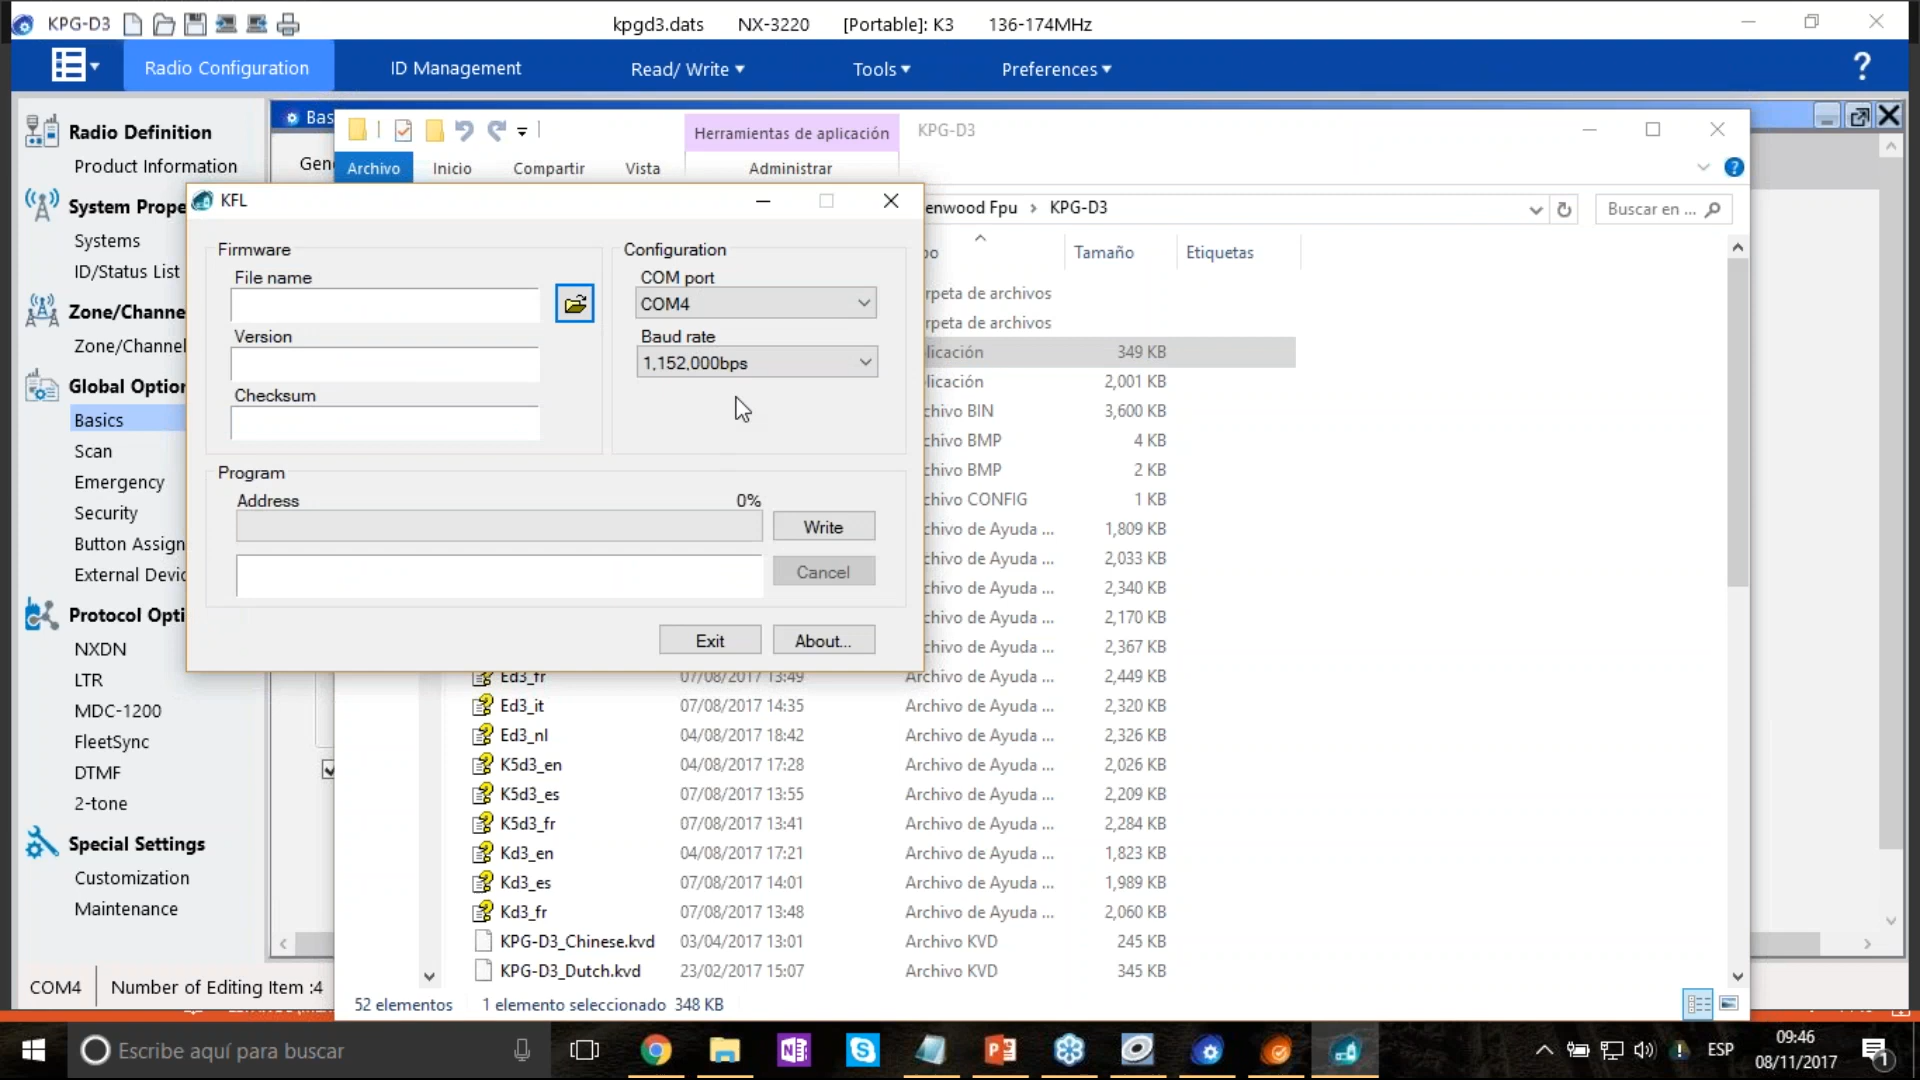 KPG-D3
kpgd3.dats NX-3220 [Portable]: K3 136-174MHz
Radio Configuration ID Management Read/ Write Tools Preferences ?
Radio Definition
Product Information
System Prope
Systems
ID/Status List
Zone/Channe
Zone/Channel
Global Option
Basics
Scan
Emergency
Security
Button Assign
External Devic
Protocol Opti
NXDN
LTR
MDC-1200
FleetSync
DTMF
2-tone
Special Settings
Customization
Maintenance
COM4 Number of Editing Item :4
Bas
Gene
Herramientas de aplicación KPG-D3
Archivo Inicio Compartir Vista Administrar
enwood Fpu > KPG-D3
Buscar en ...
po Tamaño Etiquetas
rpeta de archivos
rpeta de archivos
licación 349 KB
licación 2,001 KB
chivo BIN 3,600 KB
chivo BMP 4 KB
chivo BMP 2 KB
chivo CONFIG 1 KB
chivo de Ayuda ... 1,809 KB
chivo de Ayuda ... 2,033 KB
chivo de Ayuda ... 2,340 KB
chivo de Ayuda ... 2,170 KB
chivo de Ayuda ... 2,367 KB
Ed3_fr 07/08/2017 13:49 Archivo de Ayuda ... 2,449 KB
Ed3_it 07/08/2017 14:35 Archivo de Ayuda ... 2,320 KB
Ed3_nl 04/08/2017 18:42 Archivo de Ayuda ... 2,326 KB
K5d3_en 04/08/2017 17:28 Archivo de Ayuda ... 2,026 KB
K5d3_es 07/08/2017 13:55 Archivo de Ayuda ... 2,209 KB
K5d3_fr 07/08/2017 13:41 Archivo de Ayuda ... 2,284 KB
Kd3_en 04/08/2017 17:21 Archivo de Ayuda ... 1,823 KB
Kd3_es 07/08/2017 14:01 Archivo de Ayuda ... 1,989 KB
Kd3_fr 07/08/2017 13:48 Archivo de Ayuda ... 2,060 KB
KPG-D3_Chinese.kvd 03/04/2017 13:01 Archivo KVD 245 KB
KPG-D3_Dutch.kvd 23/02/2017 15:07 Archivo KVD 345 KB
52 elementos 1 elemento seleccionado 348 KB
KFL
Firmware
File name
Version
Checksum
Configuration
COM port
COM4
Baud rate
1,152,000bps
Program
Address 0%
Write
Cancel
Exit
About...
Escribe aquí para buscar
ESP
09:46
08/11/2017
1